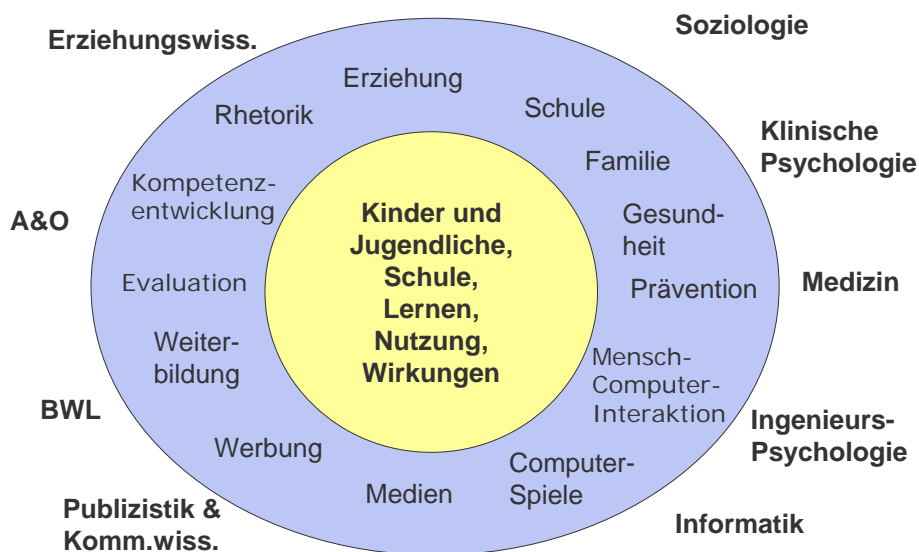 Soziologie
Erziehungswiss.
Erziehung
Rhetorik
Schule
Klinische
Psychologie
Familie
Kompetenz-
entwicklung
A&O
Kinder und
Jugendliche,
Schule,
Lernen,
Nutzung,
Wirkungen
Gesund-
heit
Evaluation
Prävention
Medizin
Weiter-
bildung
Mensch-
Computer-
Interaktion
BWL
Ingenieurs-
Psychologie
Werbung
Computer-
Spiele
Medien
Publizistik &
Komm.wiss.
Informatik